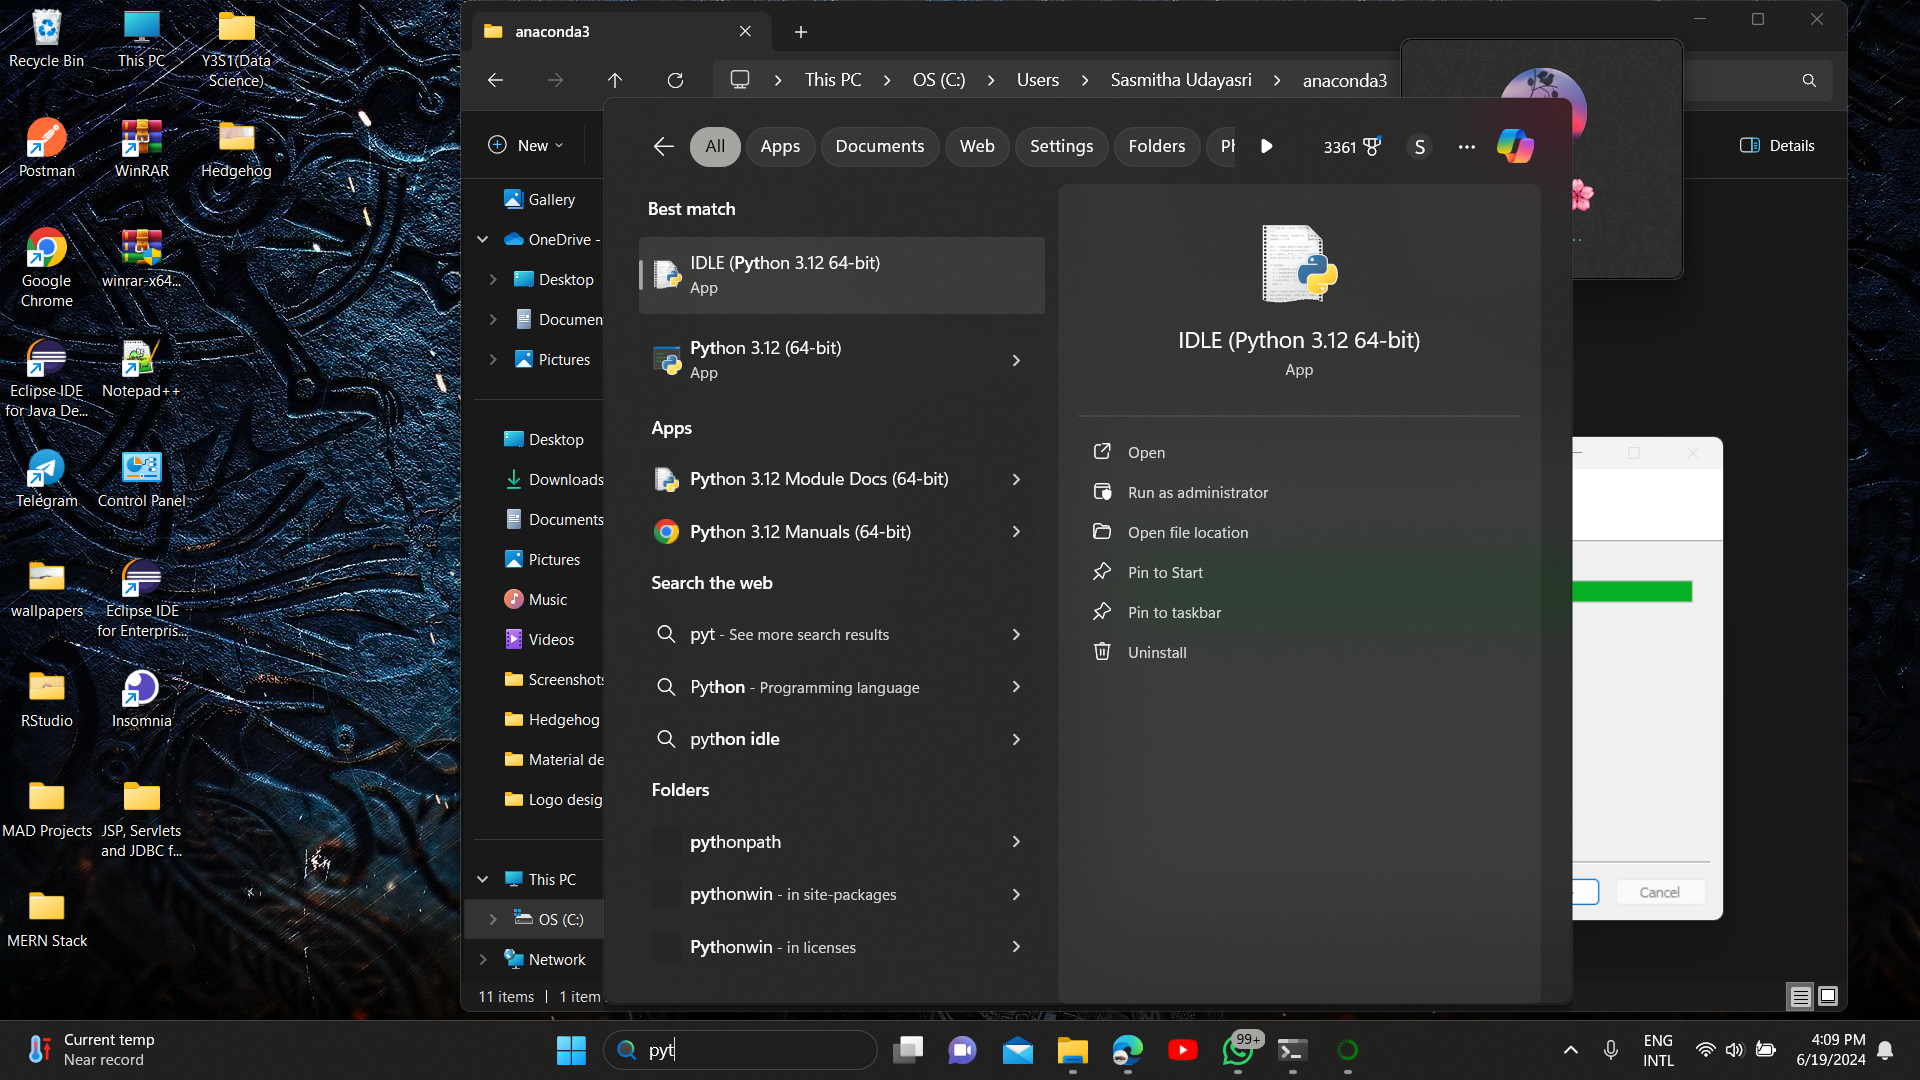 Recycle Bin
This PC
Y3S1(Data
Science)
Postman
WinRAR
Hedgehog
Google
Chrome
winrar-x64...
Eclipse IDE
for Java De...
Notepad++
Telegram
Control Panel
wallpapers
Eclipse IDE
for Enterpris...
RStudio
Insomnia
MAD Projects
JSP, Servlets
and JDBC f...
MERN Stack
anaconda3
This PC
OS (C:)
Users
Sasmitha Udayasri
anaconda3
New
Details
Gallery
OneDrive -
Desktop
Documen
Pictures
Desktop
Downloads
Documents
Pictures
Music
Videos
Screenshots
Hedgehog
Material de
Logo desig
This PC
OS (C:)
Network
11 items
1 item
All
Apps
Documents
Web
Settings
Folders
3361
S
Best match
IDLE (Python 3.12 64-bit)
App
Python 3.12 (64-bit)
App
Apps
Python 3.12 Module Docs (64-bit)
Python 3.12 Manuals (64-bit)
Search the web
pyt - See more search results
Python - Programming language
python idle
Folders
pythonpath
pythonwin - in site-packages
Pythonwin - in licenses
IDLE (Python 3.12 64-bit)
App
Open
Run as administrator
Open file location
Pin to Start
Pin to taskbar
Uninstall
Cancel
Current temp
Near record
pyt
99+
ENG
INTL
4:09 PM
6/19/2024